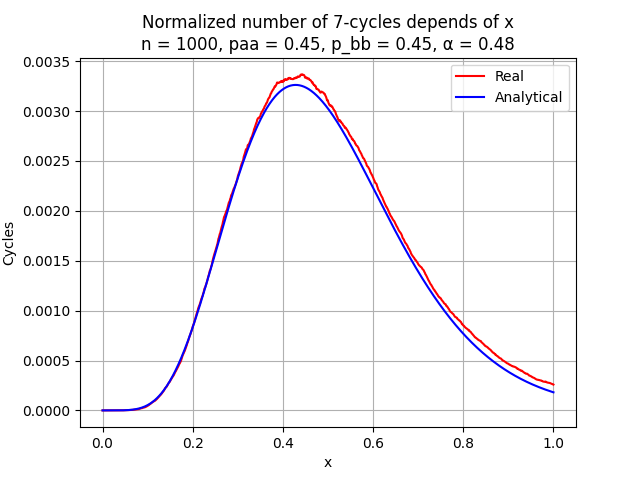 Normalized number of 7-cycles depends of x
n = 1000, paa = 0.45, p_bb = 0.45, α = 0.48
0.0035
0.0030
0.0025
0.0020
0.0015
0.0010
0.0005
0.0000
Cycles
Real
Analytical
0.0 0.2 0.4 0.6 0.8 1.0
x